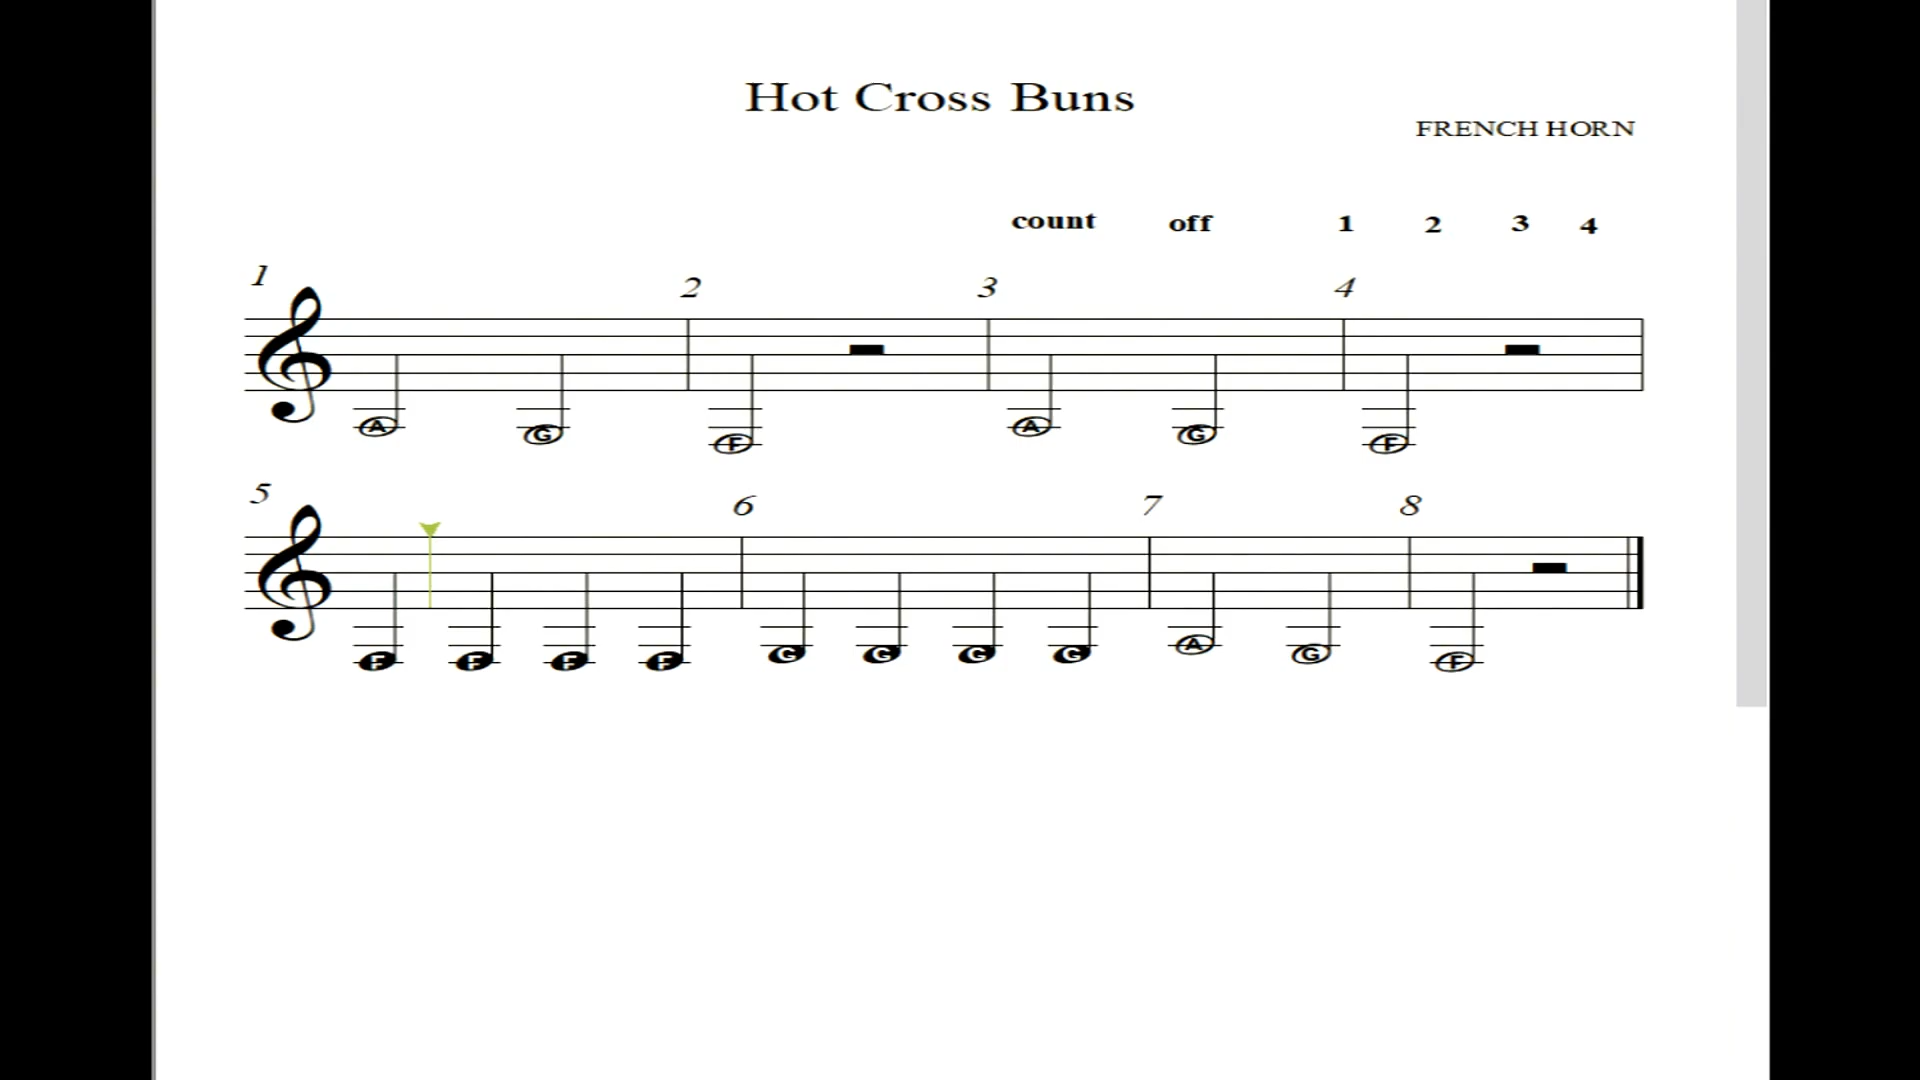 Hot Cross Buns
FRENCH HORN
count off 1 2 3 4
1 2 3 4
A G F A G F
5 6 7 8
F F F F G G G G A G F